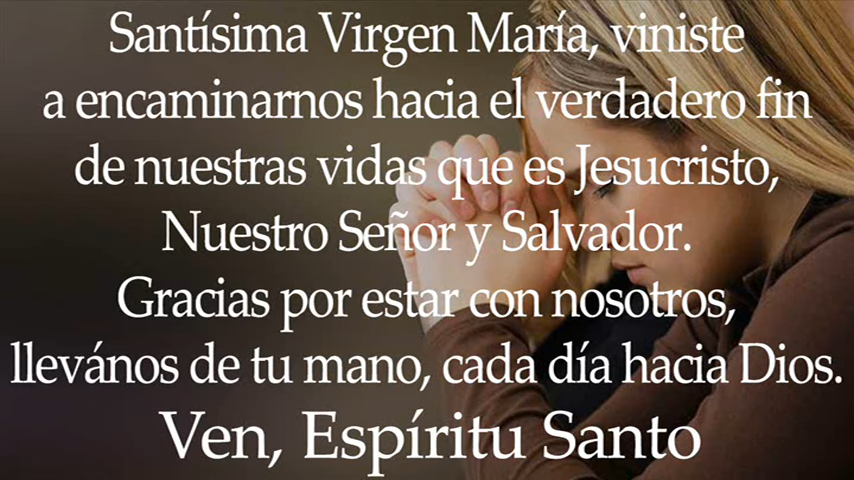 Santísima Virgen María, viniste
a encaminarnos hacia el verdadero fin
de nuestras vidas que es Jesucristo,
Nuestro Señor y Salvador.
Gracias por estar con nosotros,
llevános de tu mano, cada día hacia Dios.
Ven, Espíritu Santo